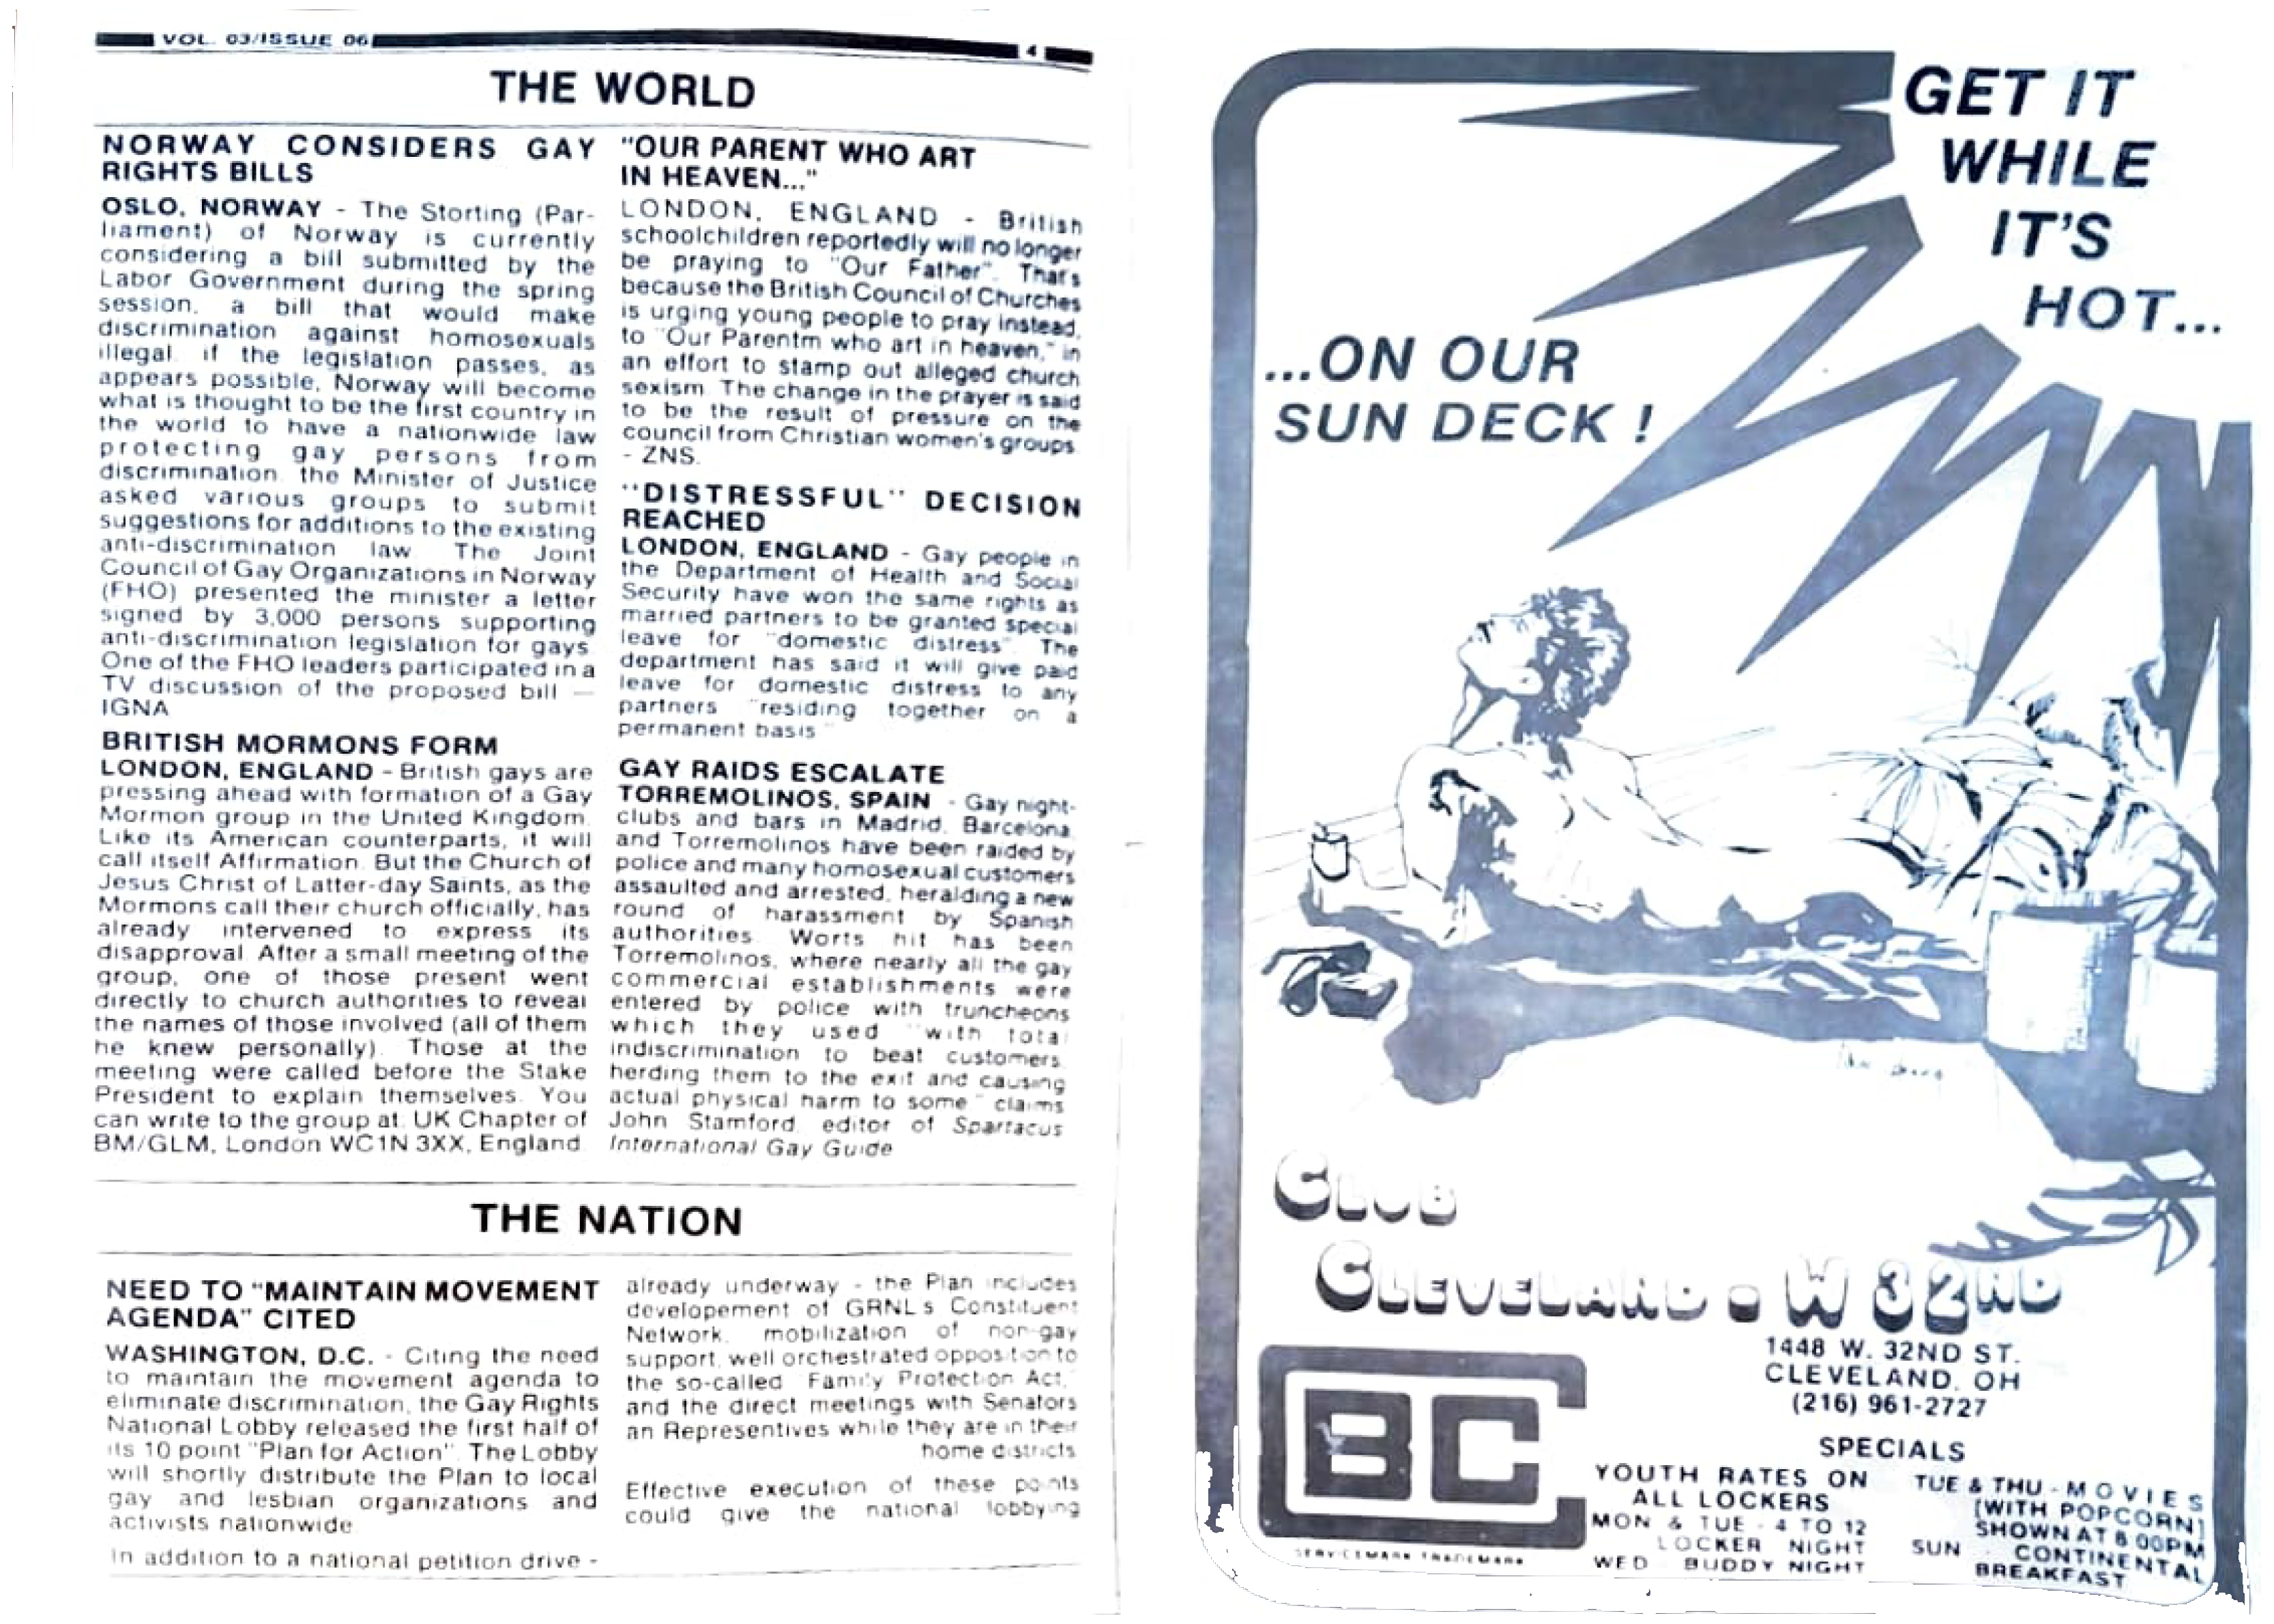 VOL. 03/ISSUE 06
4
THE WORLD
NORWAY CONSIDERS GAY
RIGHTS BILLS
OSLO, NORWAY - The Storting (Par-
liament) of Norway is currently
considering a bill submitted by the
Labor Government during the spring
session, a bill that would make
discrimination against homosexuals
illegal. if the legislation passes, as
appears possible, Norway will become
what is thought to be the first country in
the world to have a nationwide law
protecting gay persons from
discrimination. the Minister of Justice
asked various groups to submit
suggestions for additions to the existing
anti-discrimination law. The Joint
Council of Gay Organizations in Norway
(FHO) presented the minister a letter
signed by 3,000 persons supporting
anti-discrimination legislation for gays.
One of the FHO leaders participated in a
TV discussion of the proposed bill —
IGNA
BRITISH MORMONS FORM
LONDON, ENGLAND - British gays are
pressing ahead with formation of a Gay
Mormon group in the United Kingdom.
Like its American counterparts, it will
call itself Affirmation. But the Church of
Jesus Christ of Latter-day Saints, as the
Mormons call their church officially, has
already intervened to express its
disapproval. After a small meeting of the
group, one of those present went
directly to church authorities to reveal
the names of those involved (all of them
he knew personally). Those at the
meeting were called before the Stake
President to explain themselves. You
can write to the group at: UK Chapter of
BM/GLM, London WC1N 3XX, England
"OUR PARENT WHO ART
IN HEAVEN..."
LONDON, ENGLAND - British
schoolchildren reportedly will no longer
be praying to "Our Father". That's
because the British Council of Churches
is urging young people to pray instead,
to "Our Parentm who art in heaven," in
an effort to stamp out alleged church
sexism. The change in the prayer is said
to be the result of pressure on the
council from Christian women's groups.
- ZNS.
"DISTRESSFUL" DECISION
REACHED
LONDON, ENGLAND - Gay people in
the Department of Health and Social
Security have won the same rights as
married partners to be granted special
leave for "domestic distress". The
department has said it will give paid
leave for domestic distress to any
partners "residing together on a
permanent basis."
GAY RAIDS ESCALATE
TORREMOLINOS, SPAIN - Gay night-
clubs and bars in Madrid, Barcelona,
and Torremolinos have been raided by
police and many homosexual customers
assaulted and arrested, heralding a new
round of harassment by Spanish
authorities. Worts hit has been
Torremolinos, where nearly all the gay
commercial establishments were
entered by police with truncheons
which they used "with total
indiscrimination to beat customers,
herding them to the exit and causing
actual physical harm to some" claims
John Stamford, editor of Spartacus
International Gay Guide
THE NATION
NEED TO "MAINTAIN MOVEMENT
AGENDA" CITED
WASHINGTON, D.C. - Citing the need
to maintain the movement agenda to
eliminate discrimination, the Gay Rights
National Lobby released the first half of
its 10 point "Plan for Action". The Lobby
will shortly distribute the Plan to local
gay and lesbian organizations and
activists nationwide.
In addition to a national petition drive -
already underway - the Plan includes
developement of GRNL's Constituent
Network, mobilization of non-gay
support, well orchestrated opposition to
the so-called "Family Protection Act,"
and the direct meetings with Senators
an Representives while they are in their
home districts.
Effective execution of these points
could give the national lobbying
GET IT
WHILE
IT'S
HOT...
...ON OUR
SUN DECK !
CLUB
CLEVELAND • W 32ND
1448 W. 32ND ST.
CLEVELAND, OH
(216) 961-2727
BC
SERVICEMARK TRADEMARK
SPECIALS
YOUTH RATES ON
ALL LOCKERS
MON & TUE - 4 TO 12
LOCKER NIGHT
WED BUDDY NIGHT
TUE & THU - MOVIES
(WITH POPCORN)
SHOWN AT 8:00PM
SUN CONTINENTAL
BREAKFAST